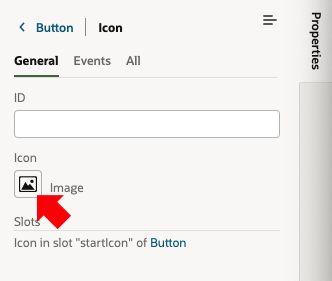 Button Icon
General Events All
ID
Icon
Image
Slots
Icon in slot "startIcon" of Button
Properties